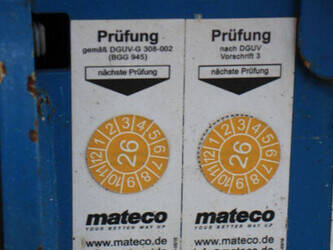 Prüfung
gemäß DGUV-G 308-002
(BGG 945)
nächste Prüfung
1 2 3 4 5 6 7 8 9 10 11 12
26
mateco
YOUR BETTER WAY UP
www.mateco.de
Prüfung
nach DGUV
Vorschrift 3
nächste Prüfung
1 2 3 4 5 6 7 8 9 10 11 12
26
mateco
YOUR BETTER WAY UP
www.mateco.de